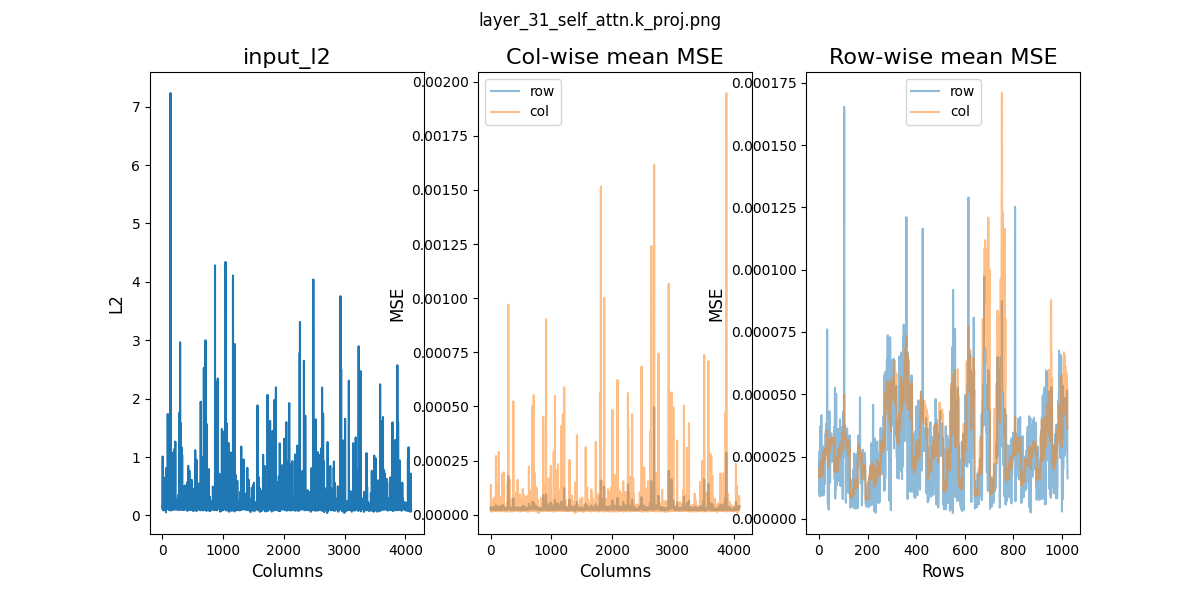 layer_31_self_attn.k_proj.png
input_l2
Col-wise mean MSE
Row-wise mean MSE
L2
7
6
5
4
3
2
1
0
0
1000
2000
3000
4000
Columns
MSE
0.00200
0.00175
0.00150
0.00125
0.00100
0.00075
0.00050
0.00025
0.00000
row
col
0
1000
2000
3000
4000
Columns
MSE
0.000175
0.000150
0.000125
0.000100
0.000075
0.000050
0.000025
0.000000
row
col
0
200
400
600
800
1000
Rows